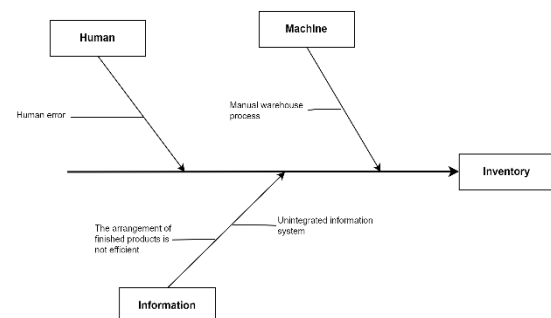 Human
Machine
Human error
Manual warehouse
process
Inventory
The arrangement of
finished products is
not efficient
Unintegrated information
system
Information